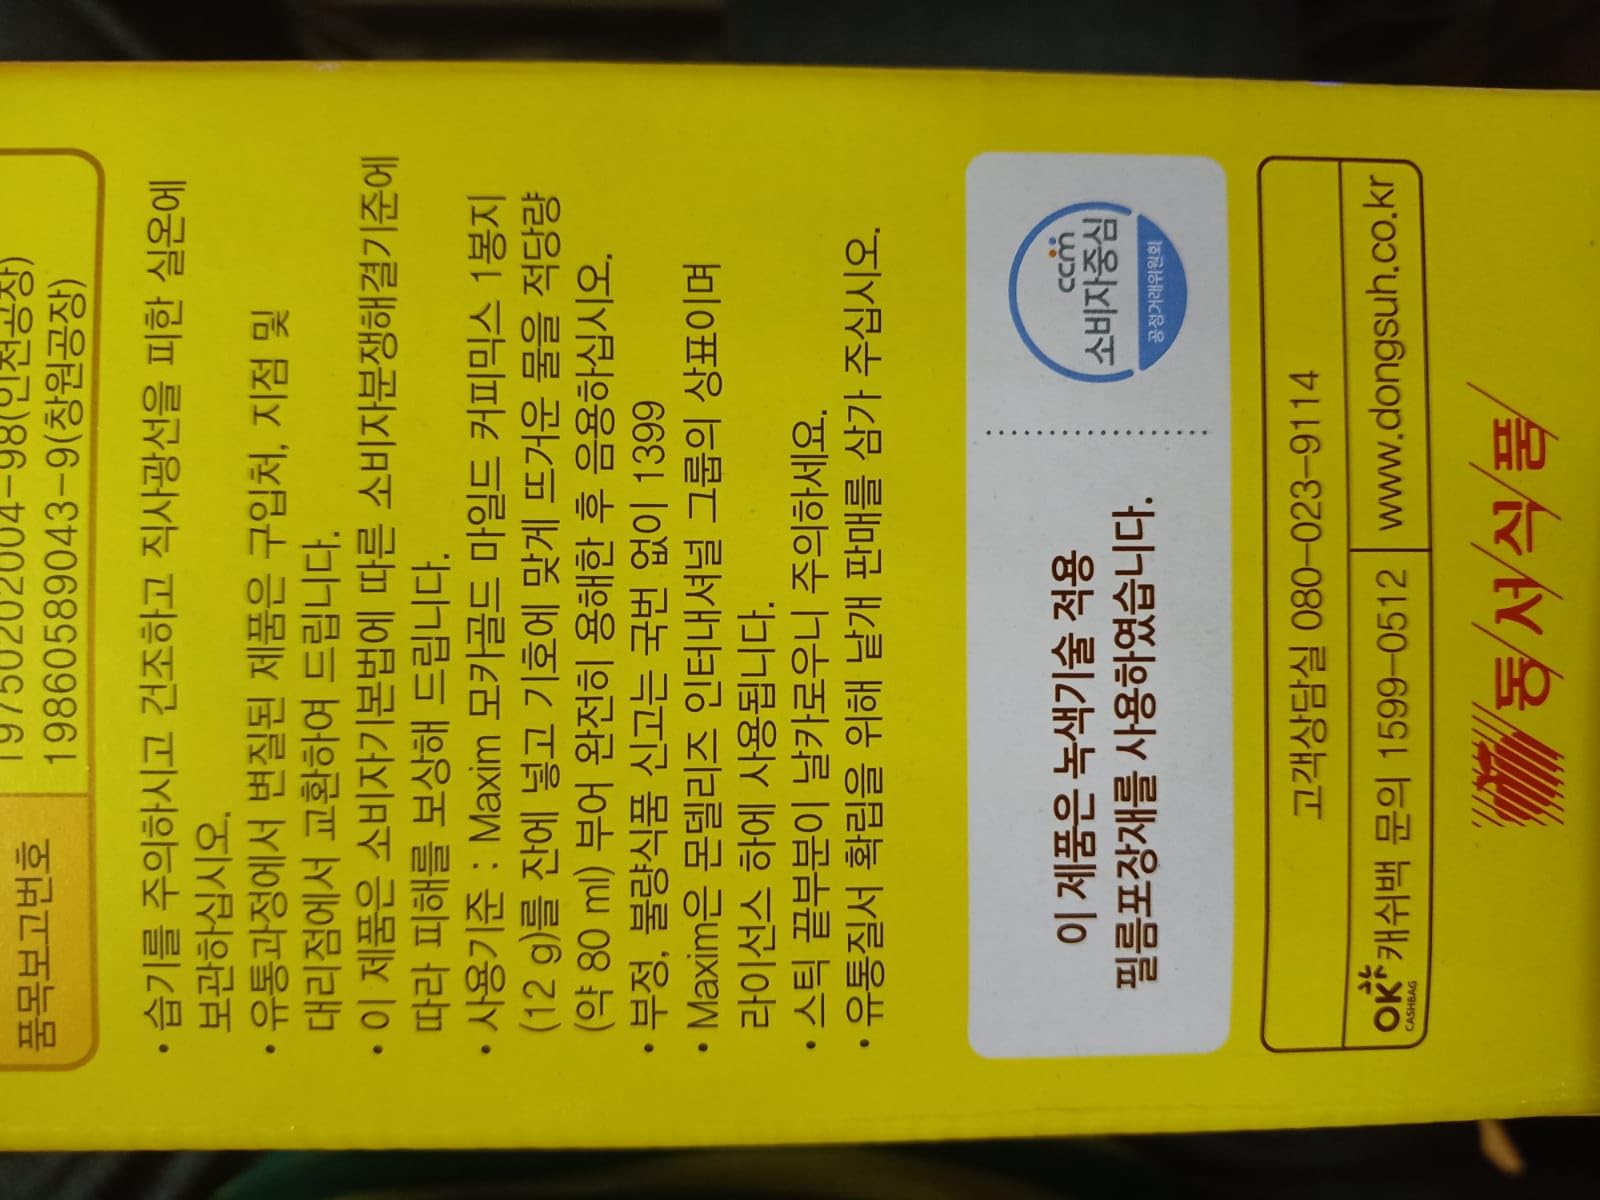 품목보고번호
19750202004-98(인천공장)
19860589043-9(창원공장)
• 습기를 주의하시고 건조하고 직사광선을 피한 실온에
보관하십시오.
• 유통과정에서 변질된 제품은 구입처, 지점 및
대리점에서 교환하여 드립니다.
• 이 제품은 소비자기본법에 따른 소비자분쟁해결기준에
따라 피해를 보상해 드립니다.
• 사용기준 : Maxim 모카골드 마일드 커피믹스 1봉지
(12 g)를 잔에 넣고 기호에 맞게 뜨거운 물을 적당량
(약 80 ml) 부어 완전히 용해한 후 음용하십시오.
• 부정, 불량식품 신고는 국번 없이 1399
• Maxim은 몬델리즈 인터내셔널 그룹의 상표이며
라이선스 하에 사용됩니다.
• 스틱 끝부분이 날카로우니 주의하세요.
• 유통질서 확립을 위해 낱개 판매를 삼가 주십시오.
이 제품은 녹색기술 적용
필름포장재를 사용하였습니다.
ccm
소비자중심
공정거래위원회
고객상담실 080-023-9114
OK 캐쉬백 문의 1599-0512 www.dongsuh.co.kr
CASHBAG
동서식품